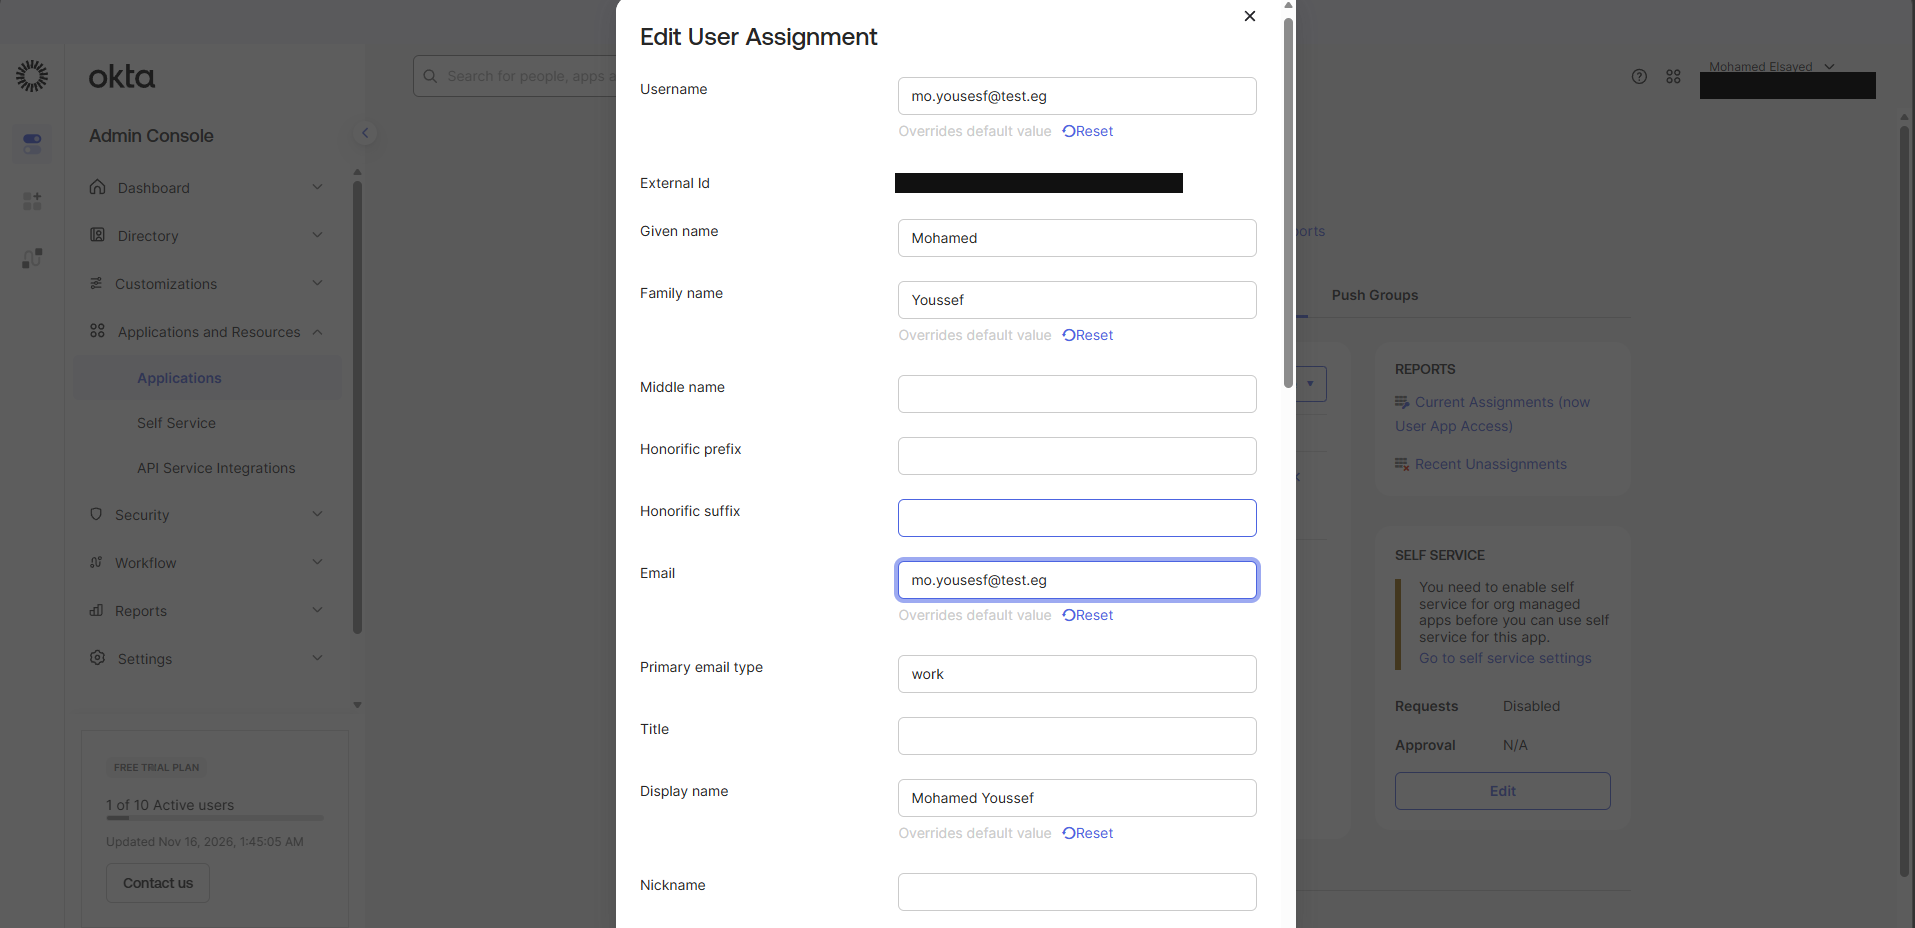 Edit User Assignment
okta
Search for people, apps a
Mohamed Elsayed
Admin Console
Dashboard
Directory
Customizations
Applications and Resources
Applications
Self Service
API Service Integrations
Security
Workflow
Reports
Settings
FREE TRIAL PLAN
1 of 10 Active users
Updated Nov 16, 2026, 1:45:05 AM
Contact us
Username
mo.yousesf@test.eg
Overrides default value Reset
External Id
Given name
Mohamed
Family name
Youssef
Overrides default value Reset
Middle name
Honorific prefix
Honorific suffix
Email
mo.yousesf@test.eg
Overrides default value Reset
Primary email type
work
Title
Display name
Mohamed Youssef
Overrides default value Reset
Nickname
ports
Push Groups
REPORTS
Current Assignments (now
User App Access)
Recent Unassignments
SELF SERVICE
You need to enable self
service for org managed
apps before you can use self
service for this app.
Go to self service settings
Requests Disabled
Approval N/A
Edit